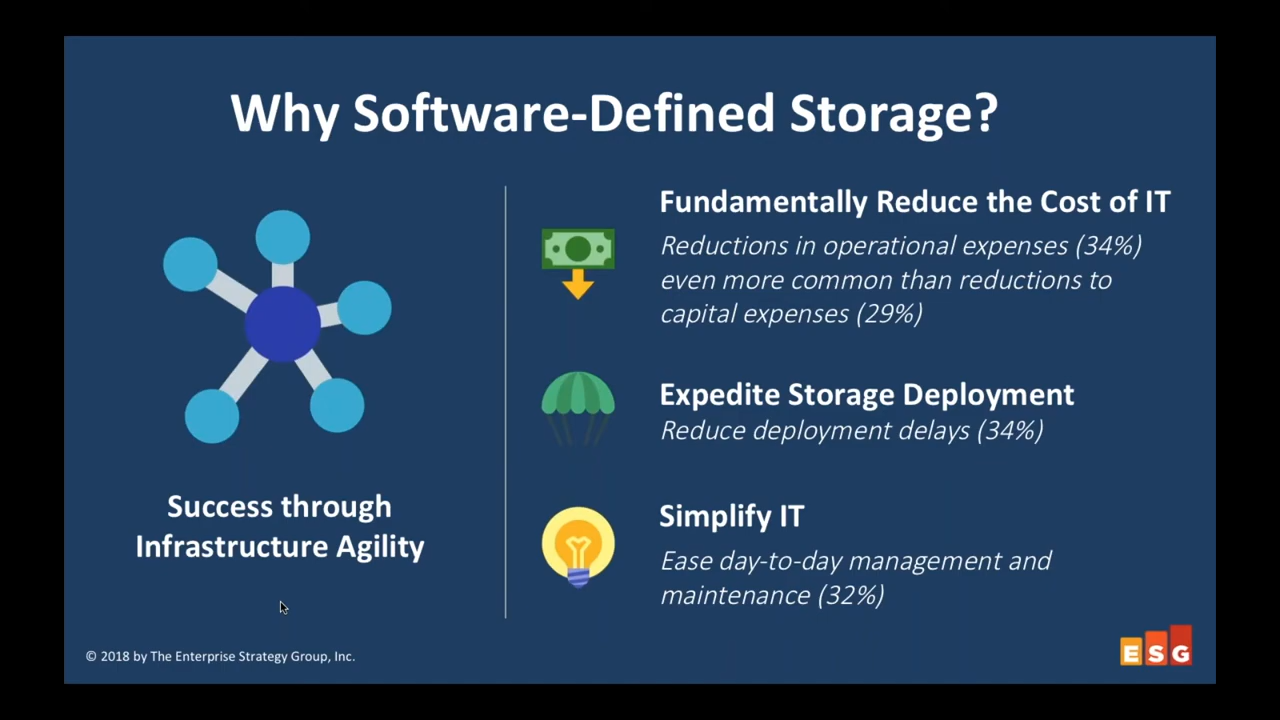 Why Software-Defined Storage?
Success through
Infrastructure Agility
Fundamentally Reduce the Cost of IT
Reductions in operational expenses (34%)
even more common than reductions to
capital expenses (29%)
Expedite Storage Deployment
Reduce deployment delays (34%)
Simplify IT
Ease day-to-day management and
maintenance (32%)
© 2018 by The Enterprise Strategy Group, Inc.
ESG